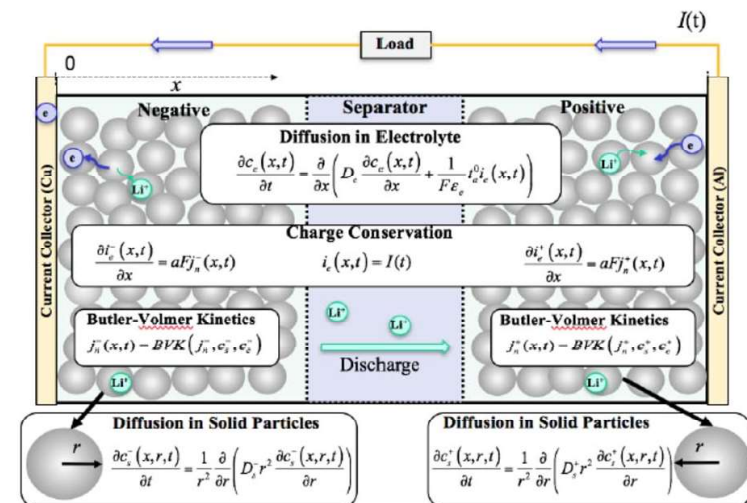 I(t)
Load
0
x
Negative Separator Positive
Diffusion in Electrolyte
∂c_e(x,t)/∂t = ∂/∂x (D_e ∂c_e(x,t)/∂x + 1/(Fε_e) t_a^0 i_e(x,t))
e
e
Li⁺
Li⁺
e
Current Collector (Cu)
Current Collector (Al)
Charge Conservation
∂i_e⁻(x,t)/∂x = aFj_n⁻(x,t) i_e(x,t) = I(t) ∂i_e⁺(x,t)/∂x = aFj_n⁺(x,t)
Butler-Volmer Kinetics
j_n⁻(x,t) − BVK(j_n⁻, c_s⁻, c_e⁻)
Li⁺
Li⁺
Li⁺
Discharge
Butler-Volmer Kinetics
j_n⁺(x,t) − BVK(j_n⁺, c_s⁺, c_e⁺)
Li⁺
Diffusion in Solid Particles
r
∂c_s⁻(x,r,t)/∂t = 1/r² ∂/∂r (D_s⁻ r² ∂c_s⁻(x,r,t)/∂r)
Diffusion in Solid Particles
∂c_s⁺(x,r,t)/∂t = 1/r² ∂/∂r (D_s⁺ r² ∂c_s⁺(x,r,t)/∂r)
r